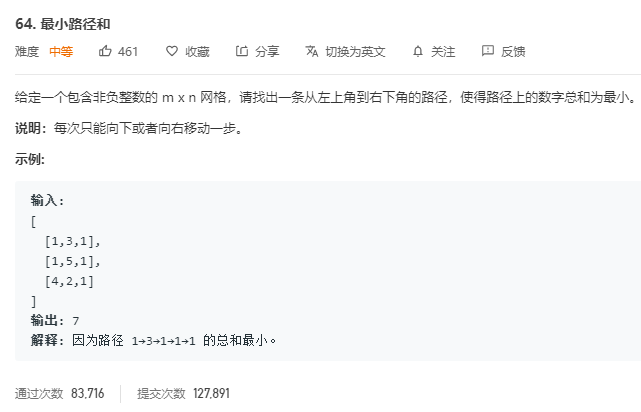 64. 最小路径和
难度 中等 461 收藏 分享 切换为英文 关注 反馈
给定一个包含非负整数的 m x n 网格，请找出一条从左上角到右下角的路径，使得路径上的数字总和为最小。
说明：每次只能向下或者向右移动一步。
示例:
输入:
[
[1,3,1],
[1,5,1],
[4,2,1]
]
输出: 7
解释: 因为路径 1→3→1→1→1 的总和最小。
通过次数 83,716 提交次数 127,891